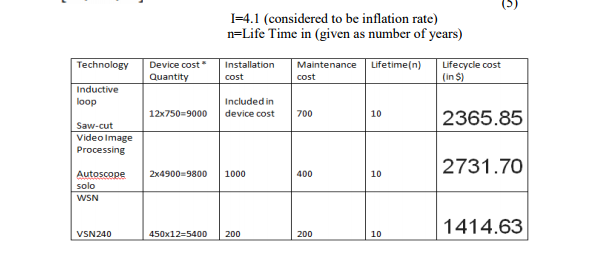 (5)
I=4.1 (considered to be inflation rate)
n=Life Time in (given as number of years)
Technology Device cost * Quantity Installation cost Maintenance cost Lifetime(n) Lifecycle cost (in $)
Inductive loop Saw-cut 12x750=9000 Included in device cost 700 10 2365.85
Video Image Processing Autoscope solo 2x4900=9800 1000 400 10 2731.70
WSN VSN240 450x12=5400 200 200 10 1414.63